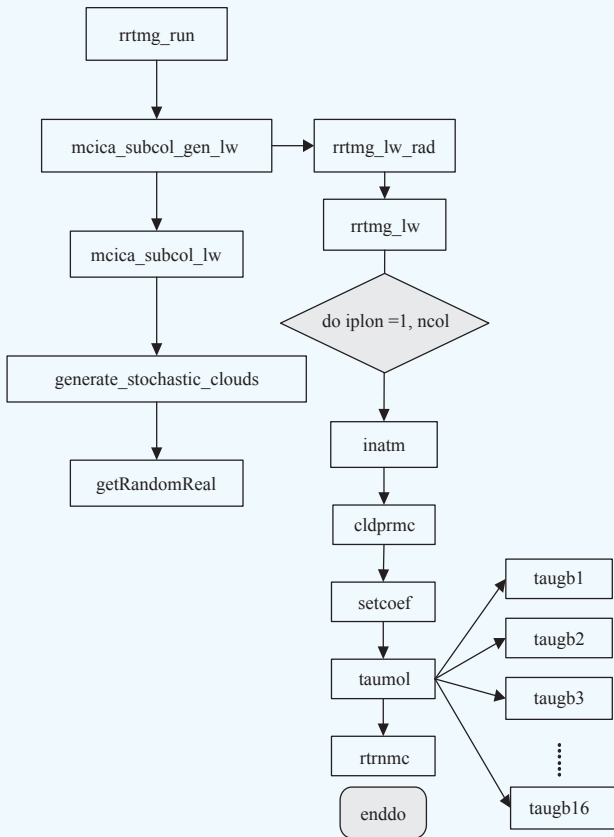 rrtmg_run
mcica_subcol_gen_lw
rrtmg_lw_rad
mcica_subcol_lw
rrtmg_lw
do iplon =1, ncol
generate_stochastic_clouds
getRandomReal
inatm
cldprmc
setcoef
taumol
rtrnmc
enddo
taugb1
taugb2
taugb3
taugb16